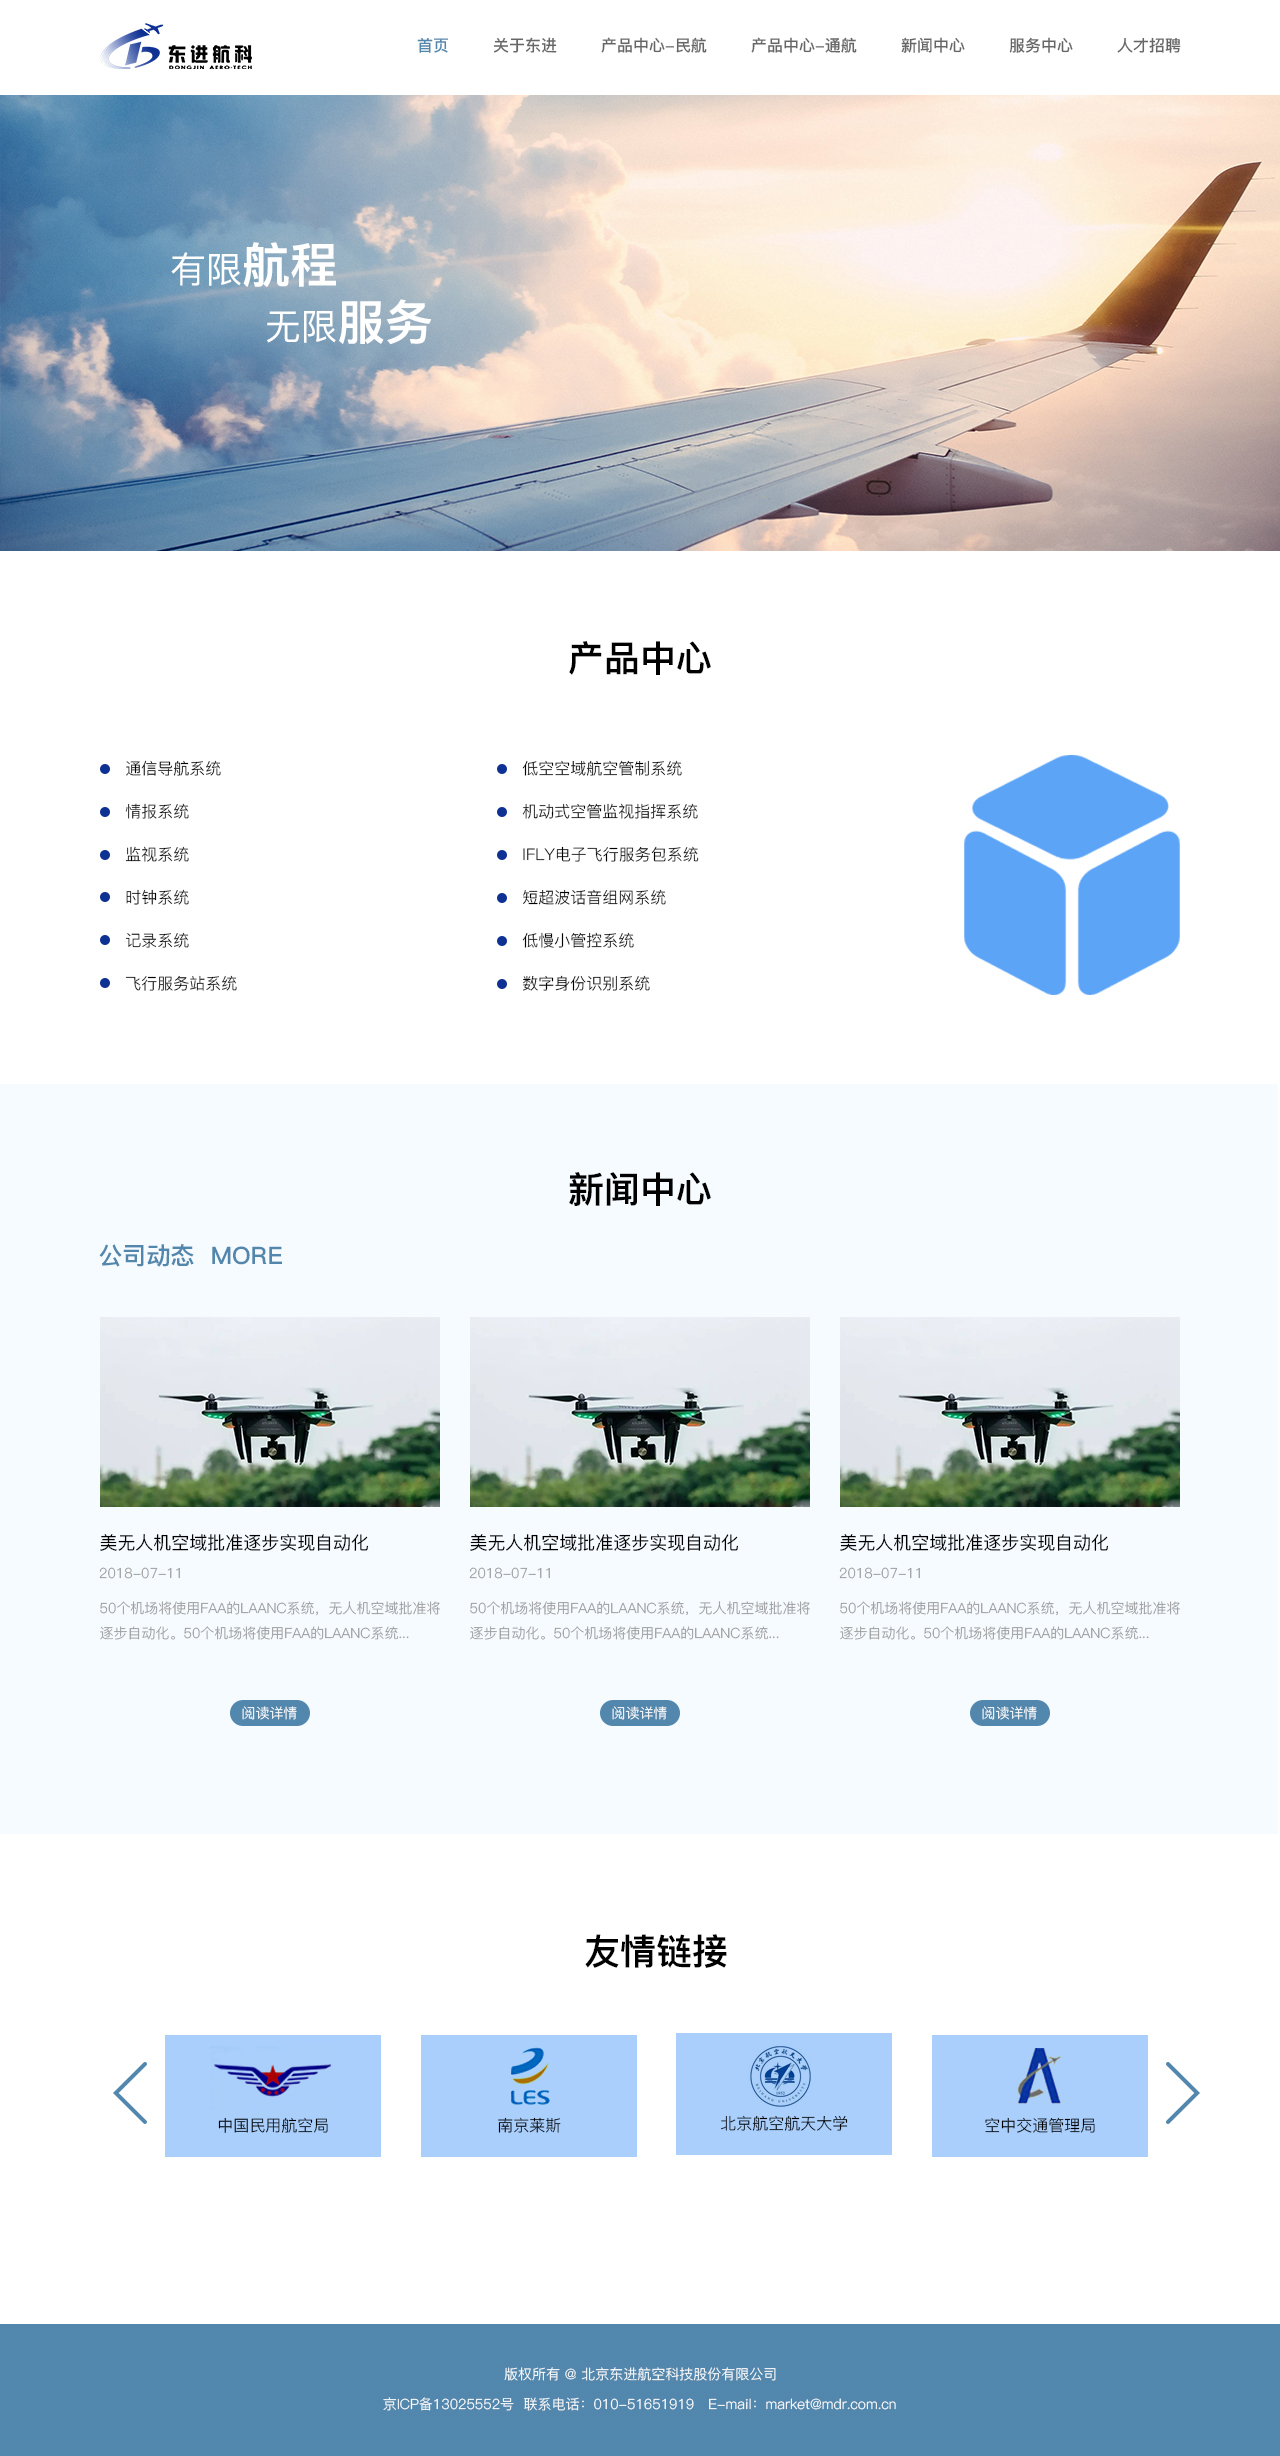 东进航科
DONGJIN AERO-TECH
首页 关于东进 产品中心-民航 产品中心-通航 新闻中心 服务中心 人才招聘
有限航程
无限服务
产品中心
通信导航系统 低空空域航空管制系统
情报系统 机动式空管监视指挥系统
监视系统 IFLY电子飞行服务包系统
时钟系统 短超波话音组网系统
记录系统 低慢小管控系统
飞行服务站系统 数字身份识别系统
新闻中心
公司动态 MORE
美无人机空域批准逐步实现自动化 美无人机空域批准逐步实现自动化 美无人机空域批准逐步实现自动化
2018-07-11 2018-07-11 2018-07-11
50个机场将使用FAA的LAANC系统，无人机空域批准将 50个机场将使用FAA的LAANC系统，无人机空域批准将 50个机场将使用FAA的LAANC系统，无人机空域批准将
逐步自动化。50个机场将使用FAA的LAANC系统... 逐步自动化。50个机场将使用FAA的LAANC系统... 逐步自动化。50个机场将使用FAA的LAANC系统...
阅读详情 阅读详情 阅读详情
友情链接
LES
中国民用航空局 南京莱斯 北京航空航天大学 空中交通管理局
版权所有 @ 北京东进航空科技股份有限公司
京ICP备13025552号 联系电话：010-51651919 E-mail：market@mdr.com.cn